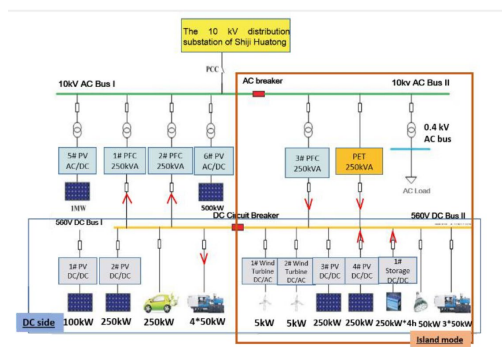 The 10 kV distribution
substation of Shiji Huatong
PCC
10kV AC Bus I
AC breaker
10kv AC Bus II
0.4 kV
AC bus
5# PV
AC/DC
1# PFC
250kVA
2# PFC
250kVA
6# PV
AC/DC
3# PFC
250kVA
PET
250kVA
AC Load
1MW
500kW
560V DC Bus I
DC Circuit Breaker
560V DC Bus II
1# PV
DC/DC
2# PV
DC/DC
1# Wind
Turbine
DC/AC
2# Wind
Turbine
DC/AC
3# PV
DC/DC
4# PV
DC/DC
1#
Storage
DC/DC
DC side
100kW
250kW
250kW
4*50kW
5kW
5kW
250kW
250kW
250kW*4h
50kW
3*50kW
Island mode